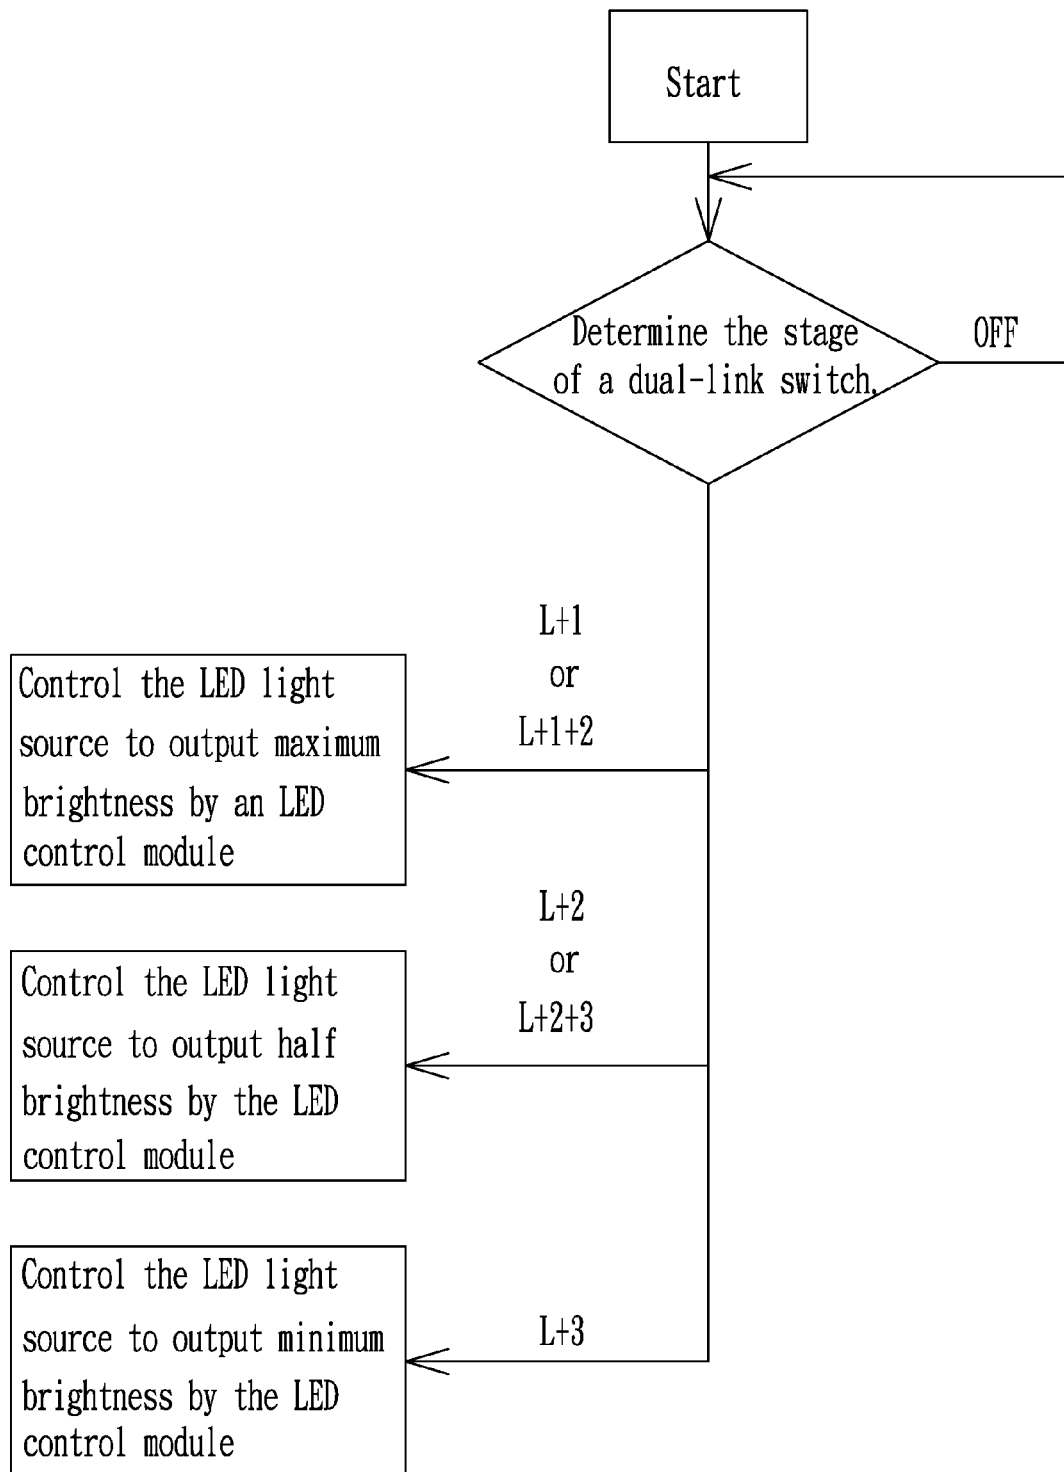 Start
Determine the stage
of a dual-link switch.
OFF
L+1
or
L+1+2
Control the LED light
source to output maximum
brightness by an LED
control module
L+2
or
L+2+3
Control the LED light
source to output half
brightness by the LED
control module
L+3
Control the LED light
source to output minimum
brightness by the LED
control module